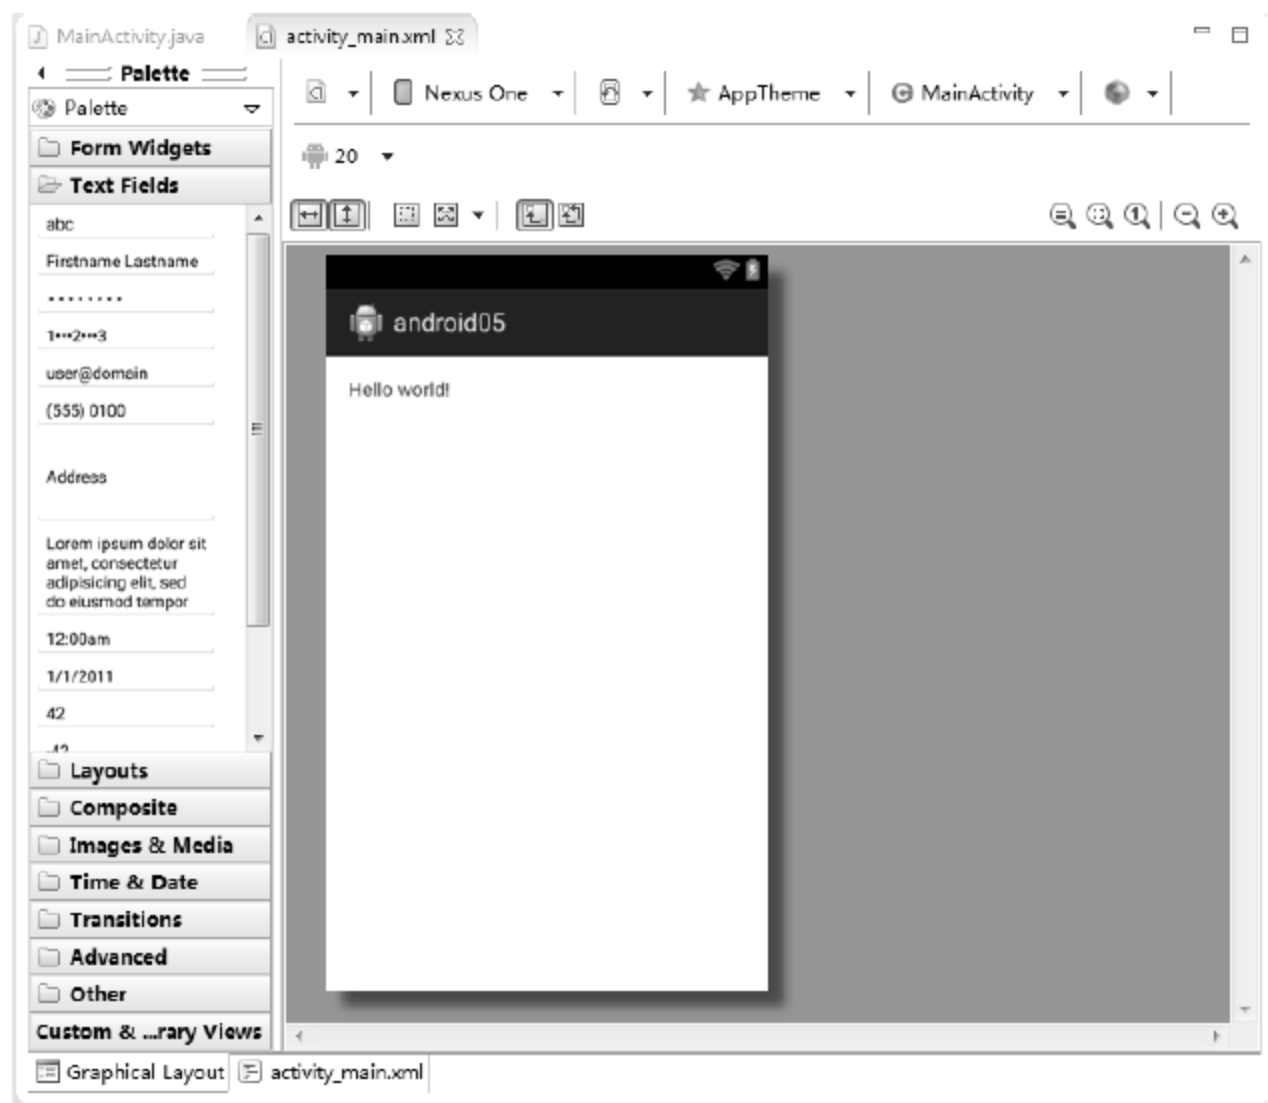 MainActivity.java
activity_main.xml
Palette
Palette
Nexus One
AppTheme
MainActivity
20
Form Widgets
Text Fields
abc
Firstname Lastname
user@domain
(555) 0100
Address
Lorem ipsum dolor sit
amet, consectetur
adipisicing elit, sed
do eiusmod tempor
12:00am
1/1/2011
42
Layouts
Composite
Images & Media
Time & Date
Transitions
Advanced
Other
Custom & ...rary Views
android05
Hello world!
Graphical Layout
activity_main.xml